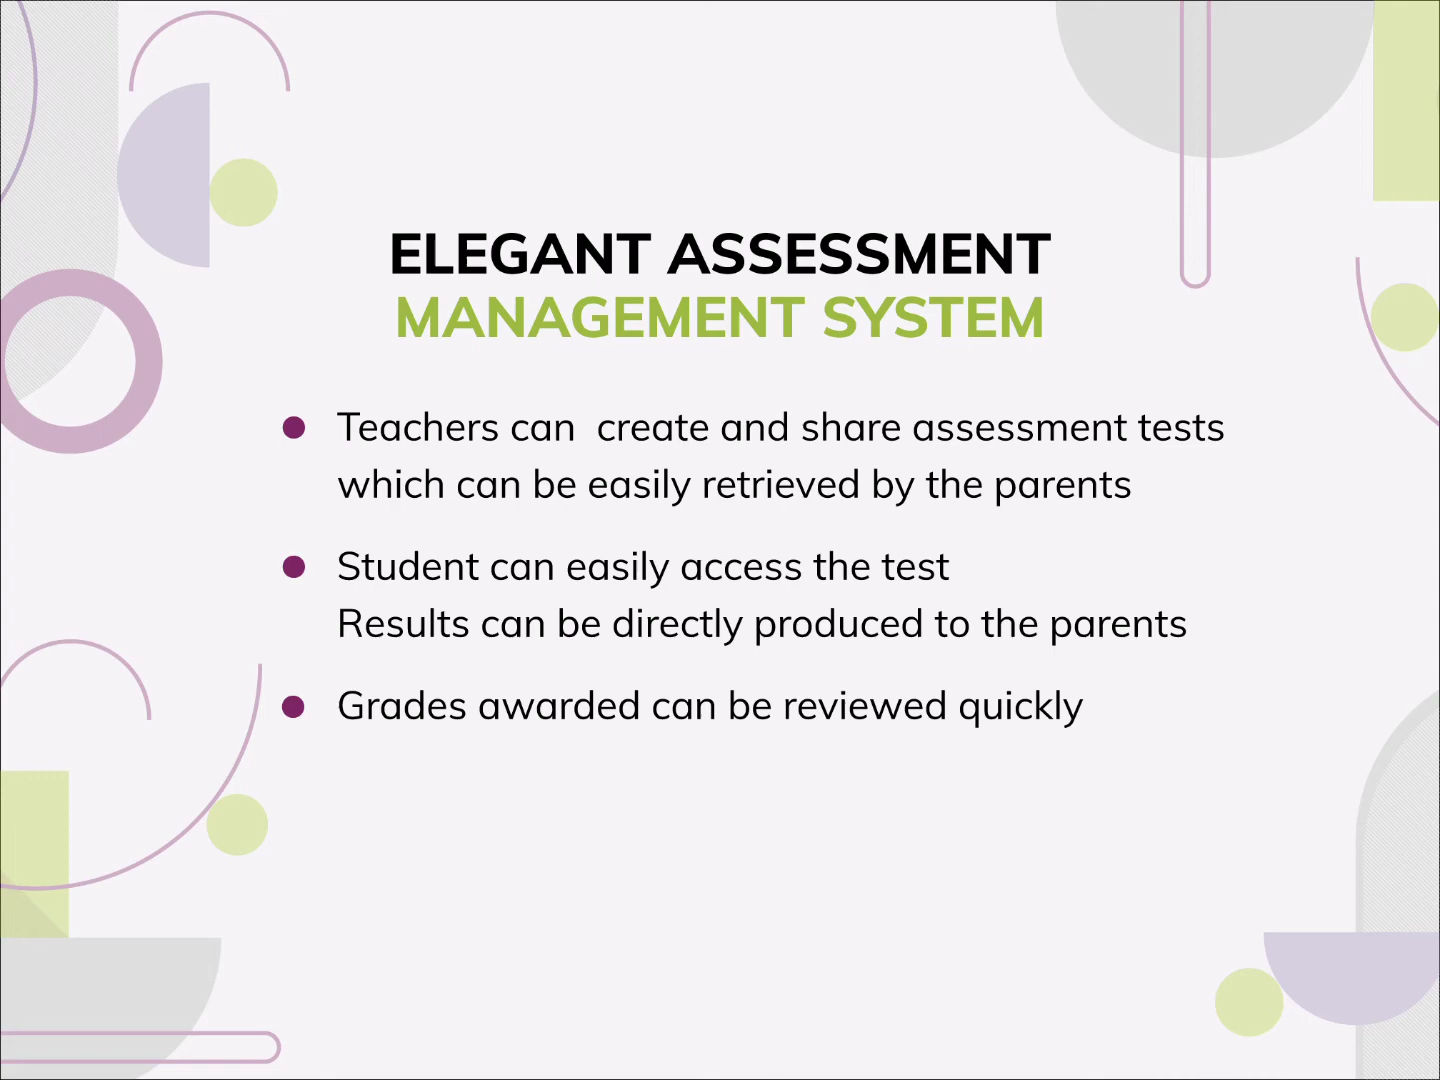 ELEGANT ASSESSMENT
MANAGEMENT SYSTEM
Teachers can  create and share assessment tests
which can be easily retrieved by the parents
Student can easily access the test
Results can be directly produced to the parents
Grades awarded can be reviewed quickly